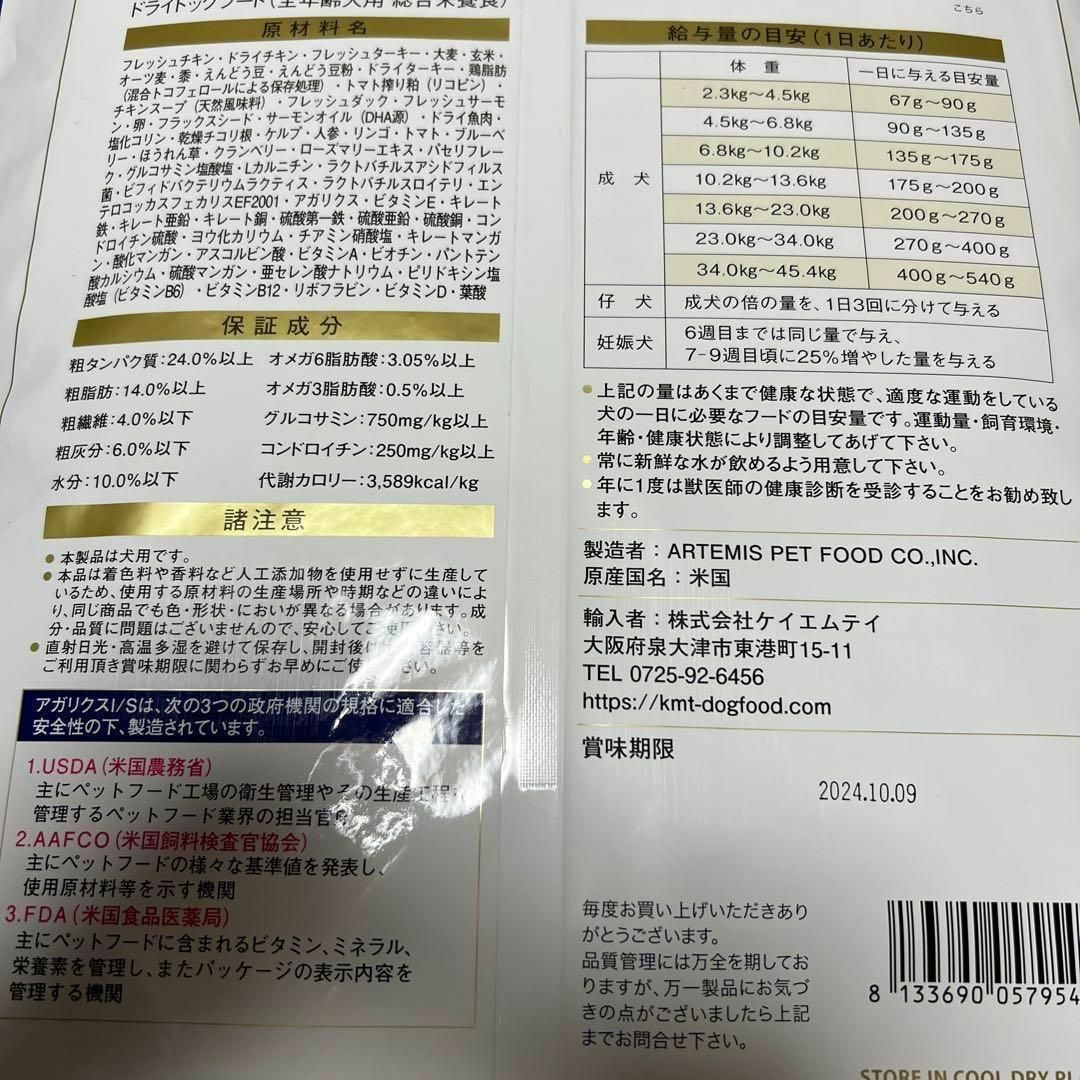 ドライドッグフード(全年齢犬用 総合栄養食)
原材料名
フレッシュチキン・ドライチキン・フレッシュターキー・大麦・玄米・
オーツ麦・黍・えんどう豆・えんどう豆粉・ドライターキー・鶏脂肪
(混合トコフェロールによる保存処理)・トマト搾り粕(リコピン)・
チキンスープ(天然風味料)・フレッシュダック・フレッシュサーモ
ン・卵・フラックスシード・サーモンオイル(DHA源)・ドライ魚肉・
塩化コリン・乾燥チコリ根・ケルプ・人参・リンゴ・トマト・ブルーベ
リー・ほうれん草・クランベリー・ローズマリーエキス・パセリフレー
ク・グルコサミン塩酸塩・Lカルニチン・ラクトバチルスアシドフィルス
菌・ビフィドバクテリウムラクティス・ラクトバチルスロイテリ・エン
テロコッカスフェカリスEF2001・アガリクス・ビタミンE・キレート
鉄・キレート亜鉛・キレート銅・硫酸第一鉄・硫酸亜鉛・硫酸銅・コン
ドロイチン硫酸・ヨウ化カリウム・チアミン硝酸塩・キレートマンガ
ン・酸化マンガン・アスコルビン酸・ビタミンA・ビオチン・パントテン
酸カルシウム・硫酸マンガン・亜セレン酸ナトリウム・ピリドキシン塩
酸塩(ビタミンB6)・ビタミンB12・リボフラビン・ビタミンD・葉酸
保証成分
粗タンパク質:24.0%以上 オメガ6脂肪酸:3.05%以上
粗脂肪:14.0%以上 オメガ3脂肪酸:0.5%以上
粗繊維:4.0%以下 グルコサミン:750mg/kg以上
粗灰分:6.0%以下 コンドロイチン:250mg/kg以上
水分:10.0%以下 代謝カロリー:3,589kcal/kg
諸注意
●本製品は犬用です。
●本品は着色料や香料など人工添加物を使用せずに生産して
いるため、使用する原材料の生産場所や時期などの違いによ
り、同じ商品でも色・形状・においが異なる場合があります。成
分・品質に問題はございませんので、安心してご使用下さい。
●直射日光・高温多湿を避けて保存し、開封後は 容器等を
ご利用頂き賞味期限に関わらずお早めにご使 ださい。
アガリクスI/Sは、次の3つの政府機関の規格に適合した
安全性の下、製造されています。
1.USDA(米国農務省)
主にペットフード工場の衛生管理やその生産工程を
管理するペットフード業界の担当官庁
2.AAFCO(米国飼料検査官協会)
主にペットフードの様々な基準値を発表し、
使用原材料等を示す機関
3.FDA(米国食品医薬局)
主にペットフードに含まれるビタミン、ミネラル、
栄養素を管理し、またパッケージの表示内容を
管理する機関
こちら
給与量の目安(1日あたり)
体重 一日に与える目安量
成犬
2.3kg〜4.5kg 67g〜90g
4.5kg〜6.8kg 90g〜135g
6.8kg〜10.2kg 135g〜175g
10.2kg〜13.6kg 175g〜200g
13.6kg〜23.0kg 200g〜270g
23.0kg〜34.0kg 270g〜400g
34.0kg〜45.4kg 400g〜540g
仔犬 成犬の倍の量を、1日3回に分けて与える
妊娠犬 6週目までは同じ量で与え、
7-9週目頃に25%増やした量を与える
●上記の量はあくまで健康な状態で、適度な運動をしている
犬の一日に必要なフードの目安量です。運動量・飼育環境・
年齢・健康状態により調整してあげて下さい。
●常に新鮮な水が飲めるよう用意して下さい。
●年に1度は獣医師の健康診断を受診することをお勧め致し
ます。
製造者:ARTEMIS PET FOOD CO.,INC.
原産国名:米国
輸入者:株式会社ケイエムテイ
大阪府泉大津市東港町15-11
TEL 0725-92-6456
https://kmt-dogfood.com
賞味期限
2024.10.09
毎度お買い上げいただきあり
がとうございます。
品質管理には万全を期してお
りますが、万一製品にお気づ
きの点がございましたら上記
までお問合せ下さい。
8 133690 057954
STORE IN COOL DRY PL